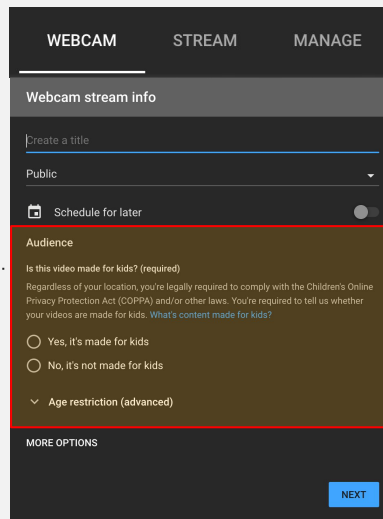 WEBCAM STREAM MANAGE
Webcam stream info
Create a title
Public
Schedule for later
Audience
Is this video made for kids? (required)
Regardless of your location, you're legally required to comply with the Children's Online
Privacy Protection Act (COPPA) and/or other laws. You're required to tell us whether
your videos are made for kids. What's content made for kids?
Yes, it's made for kids
No, it's not made for kids
Age restriction (advanced)
MORE OPTIONS
NEXT